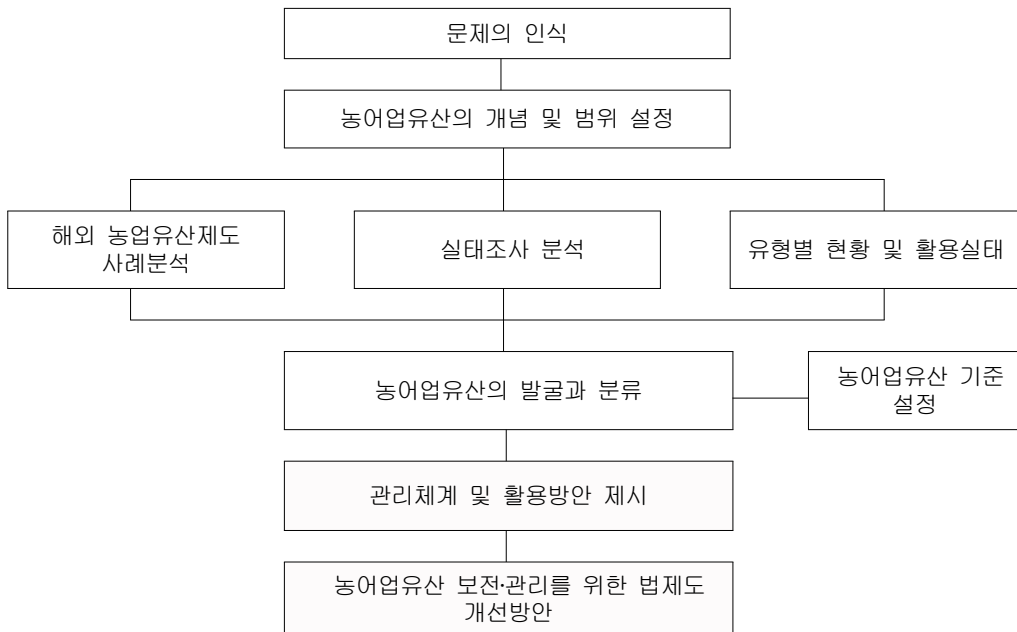 문제의 인식
농어업유산의 개념 및 범위 설정
해외 농업유산제도
사례분석
실태조사 분석
유형별 현황 및 활용실태
농어업유산의 발굴과 분류
농어업유산 기준
설정
관리체계 및 활용방안 제시
농어업유산 보전·관리를 위한 법제도
개선방안